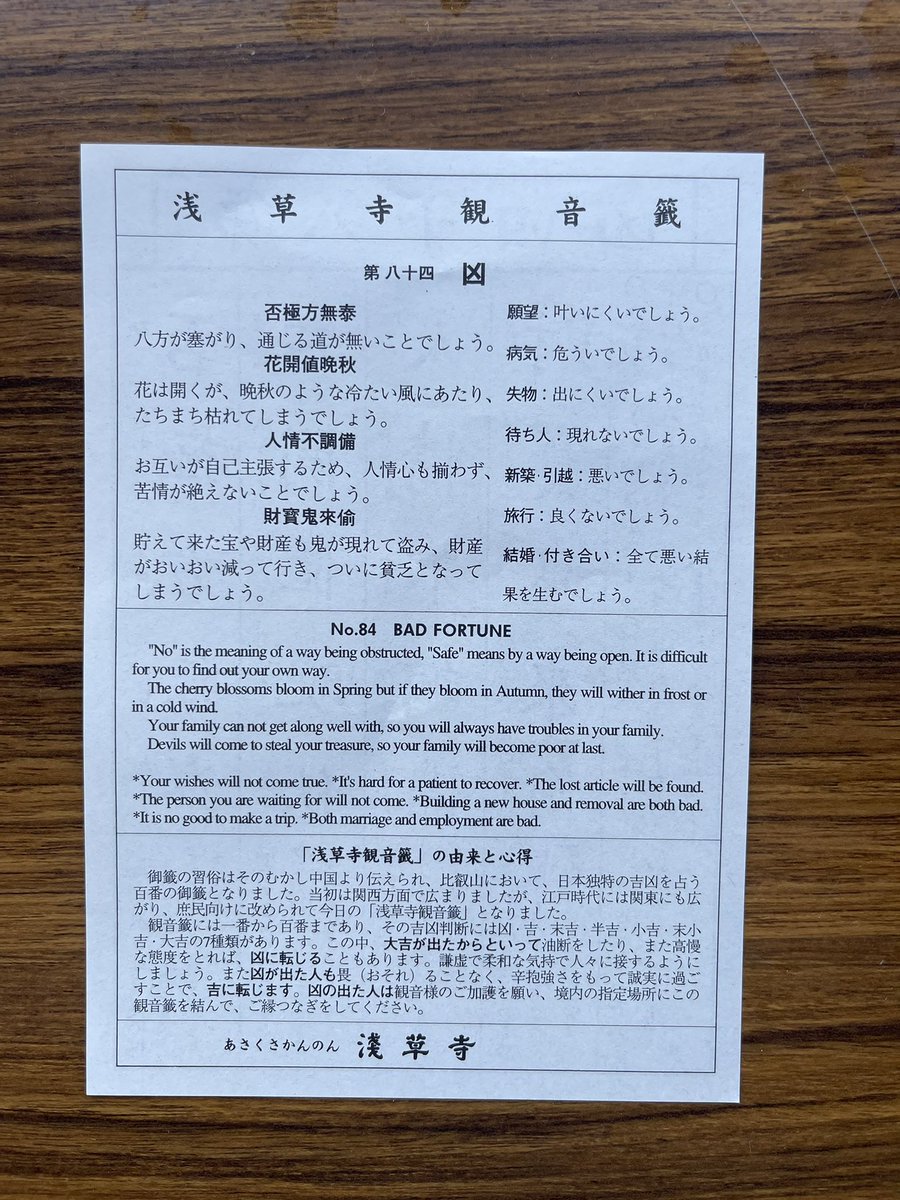 浅草寺観音籤
第八十四 凶
否極方無泰
八方が塞がり、通じる道が無いことでしょう。
花開値晩秋
花は開くが、晩秋のような冷たい風にあたり、
たちまち枯れてしまうでしょう。
人情不調備
お互いが自己主張するため、人情心も揃わず、
苦情が絶えないことでしょう。
財寳鬼來偷
貯えて来た宝や財産も鬼が現れて盗み、財産
がおいおい減って行き、ついに貧乏となって
しまうでしょう。
願望：叶いにくいでしょう。
病気：危ういでしょう。
失物：出にくいでしょう。
待ち人：現れないでしょう。
新築·引越：悪いでしょう。
旅行：良くないでしょう。
結婚·付き合い：全て悪い結
果を生むでしょう。
No.84 BAD FORTUNE
"No" is the meaning of a way being obstructed, "Safe" means by a way being open. It is difficult
for you to find out your own way.
The cherry blossoms bloom in Spring but if they bloom in Autumn, they will wither in frost or
in a cold wind.
Your family can not get along well with, so you will always have troubles in your family.
Devils will come to steal your treasure, so your family will become poor at last.
*Your wishes will not come true. *It's hard for a patient to recover. *The lost article will be found.
*The person you are waiting for will not come. *Building a new house and removal are both bad.
*It is no good to make a trip. *Both marriage and employment are bad.
「浅草寺観音籤」の由来と心得
御籤の習俗はそのむかし中国より伝えられ、比叡山において、日本独特の吉凶を占う
百番の御籤となりました。当初は関西方面で広まりましたが、江戸時代には関東にも広
がり、庶民向けに改められて今日の「浅草寺観音籤」となりました。
観音籤には一番から百番まであり、その吉凶判断には凶·吉·末吉·半吉·小吉·末小
吉·大吉の7種類があります。この中、大吉が出たからといって油断をしたり、また高慢
な態度をとれば、凶に転じることもあります。謙虚で柔和な気持で人々に接するように
しましょう。また凶が出た人も畏（おそれ）ることなく、辛抱強さをもって誠実に過ご
すことで、吉に転じます。凶の出た人は観音様のご加護を願い、境内の指定場所にこの
観音籤を結んで、ご縁つなぎをしてください。
あさくさかんのん 淺草寺